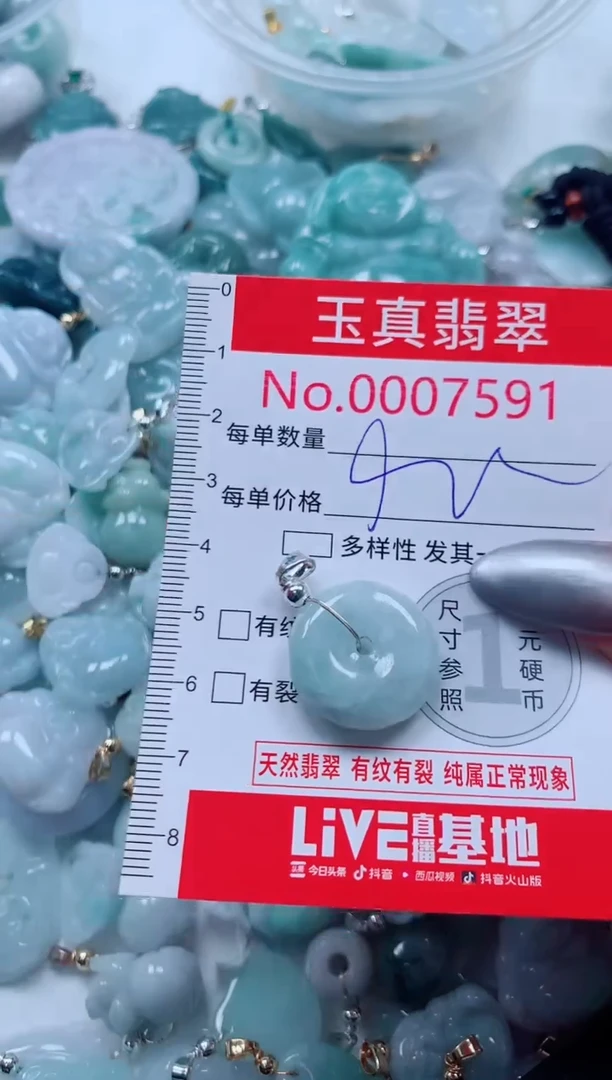 0
玉真翡翠
1
No.0007591
2
每单数量
3
每单价格
4
多样性 发其一
5
有纹
尺寸参照
1
元硬币
6
有裂
7
天然翡翠 有纹有裂 纯属正常现象
8
LiVE直播基地
头条 今日头条 抖音 西瓜视频 抖音火山版